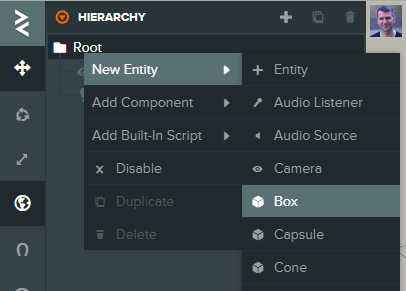 HIERARCHY
Root
New Entity
Entity
Add Component
Audio Listener
Add Built-In Script
Audio Source
Disable
Camera
Duplicate
Box
Delete
Capsule
Cone